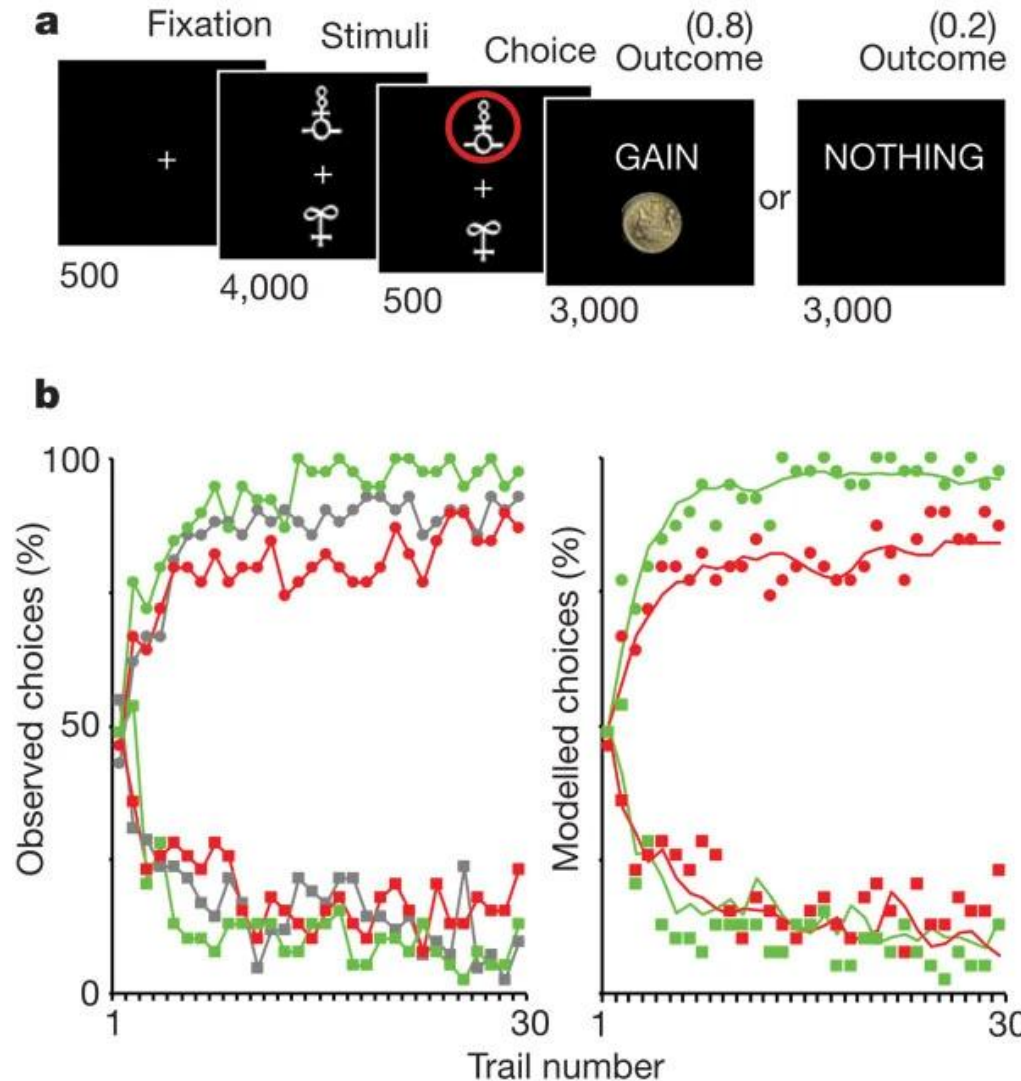 a
Fixation
Stimuli
Choice
(0.8)
Outcome
(0.2)
Outcome
GAIN
or
NOTHING
500
4,000
500
3,000
3,000
b
100
50
0
Observed choices (%)
1
30
Modelled choices (%)
1
30
Trail number